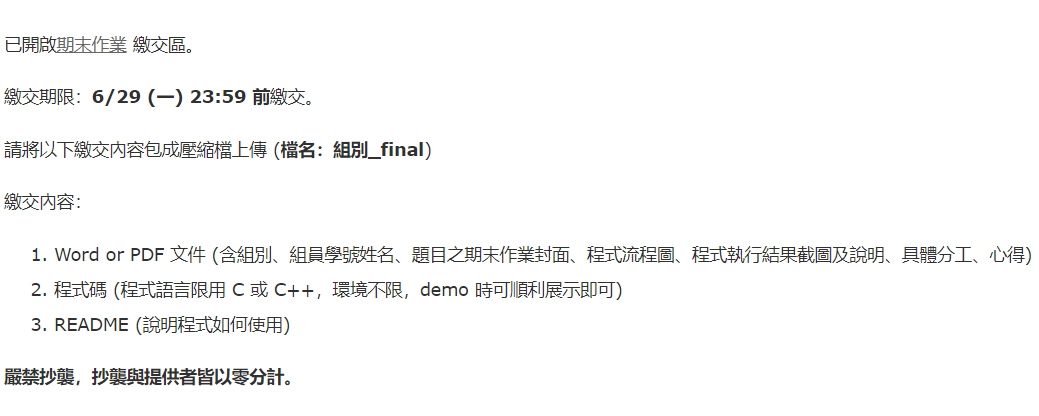 已開啟期末作業 繳交區。
繳交期限：6/29 (一) 23:59 前繳交。
請將以下繳交內容包成壓縮檔上傳 (檔名：組別_final)
繳交內容：
1. Word or PDF 文件 (含組別、組員學號姓名、題目之期末作業封面、程式流程圖、程式執行結果截圖及說明、具體分工、心得)
2. 程式碼 (程式語言限用 C 或 C++，環境不限，demo 時可順利展示即可)
3. README (說明程式如何使用)
嚴禁抄襲，抄襲與提供者皆以零分計。